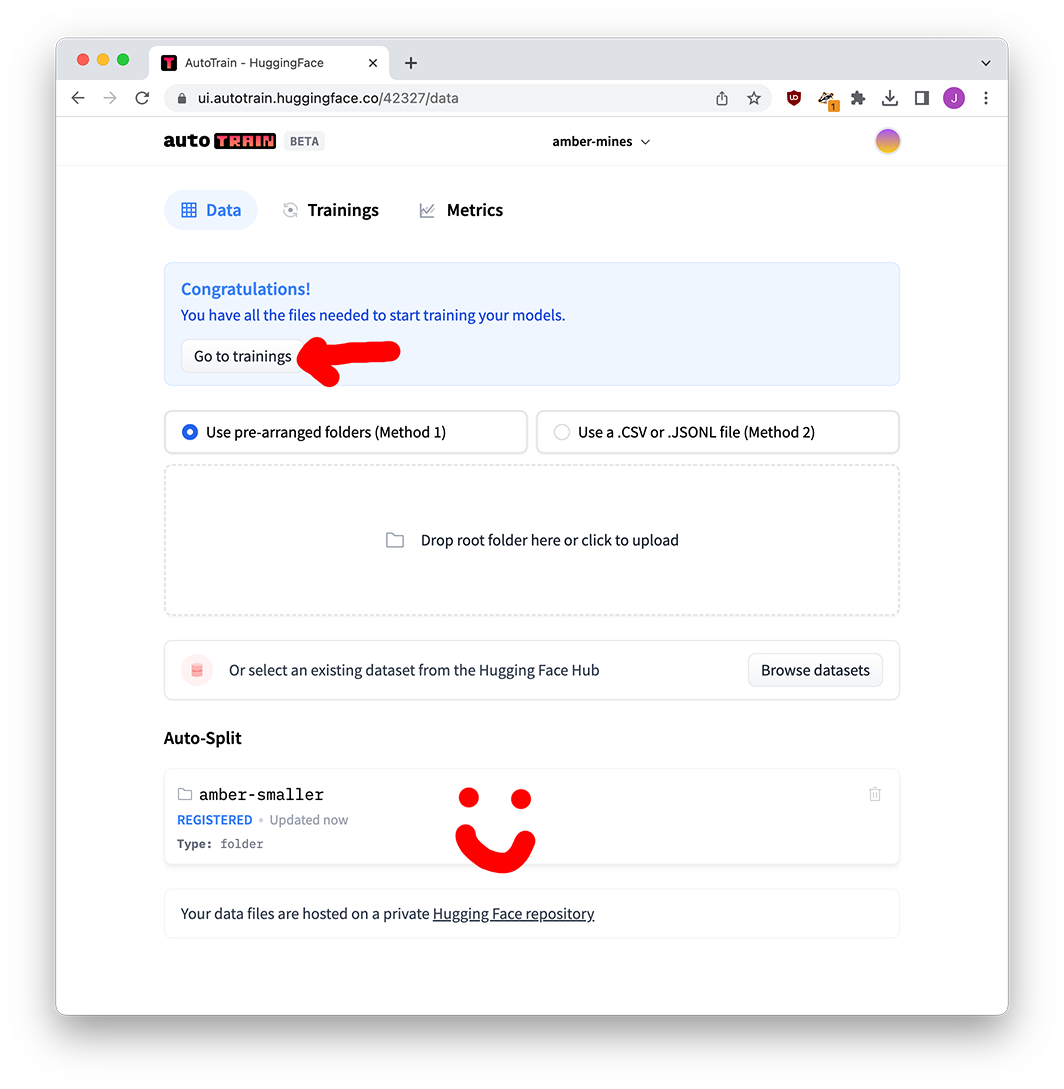 AutoTrain - HuggingFace
ui.autotrain.huggingface.co/42327/data
1
J
auto TRAIN BETA
amber-mines
Data
Trainings
Metrics
Congratulations!
You have all the files needed to start training your models.
Go to trainings
Use pre-arranged folders (Method 1)
Use a .CSV or .JSONL file (Method 2)
Drop root folder here or click to upload
Or select an existing dataset from the Hugging Face Hub
Browse datasets
Auto-Split
amber-smaller
REGISTERED • Updated now
Type: folder
Your data files are hosted on a private Hugging Face repository